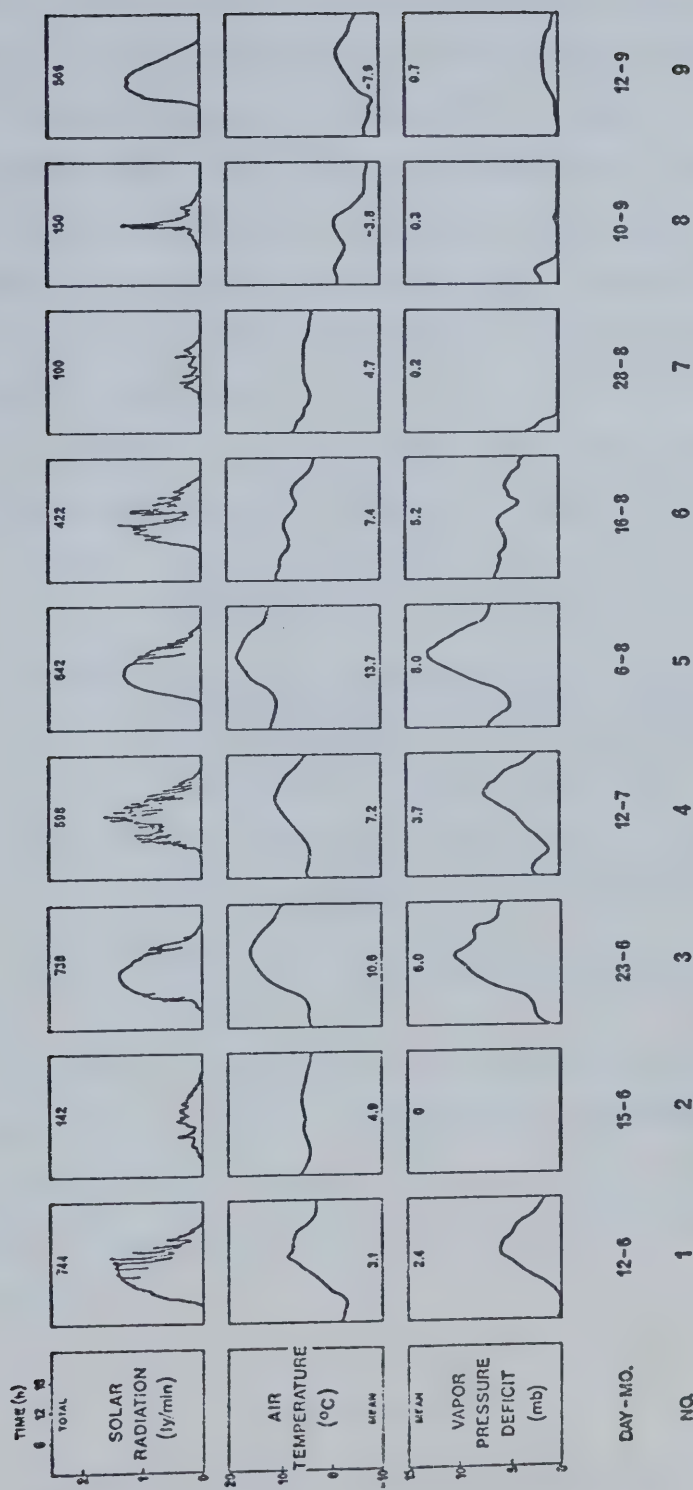 TIME (h)
6 12 18
2
1
0
TOTAL
SOLAR
RADIATION
(ly/min)
744 142 738 598 642 422 100 150
20
10
0
-10
AIR
TEMPERATURE
(°C)
MEAN
3.1 4.9 10.6 7.2 13.7 7.4 4.7 -3.8 -7.9
15
10
5
0
MEAN
VAPOR
PRESSURE
DEFICIT
(mb)
2.4 0 6.0 3.7 8.0 5.2 0.2 0.3 0.7
DAY-MO. 12-6 15-6 23-6 12-7 6-8 16-8 28-8 10-9 12-9
NO. 1 2 3 4 5 6 7 8 9